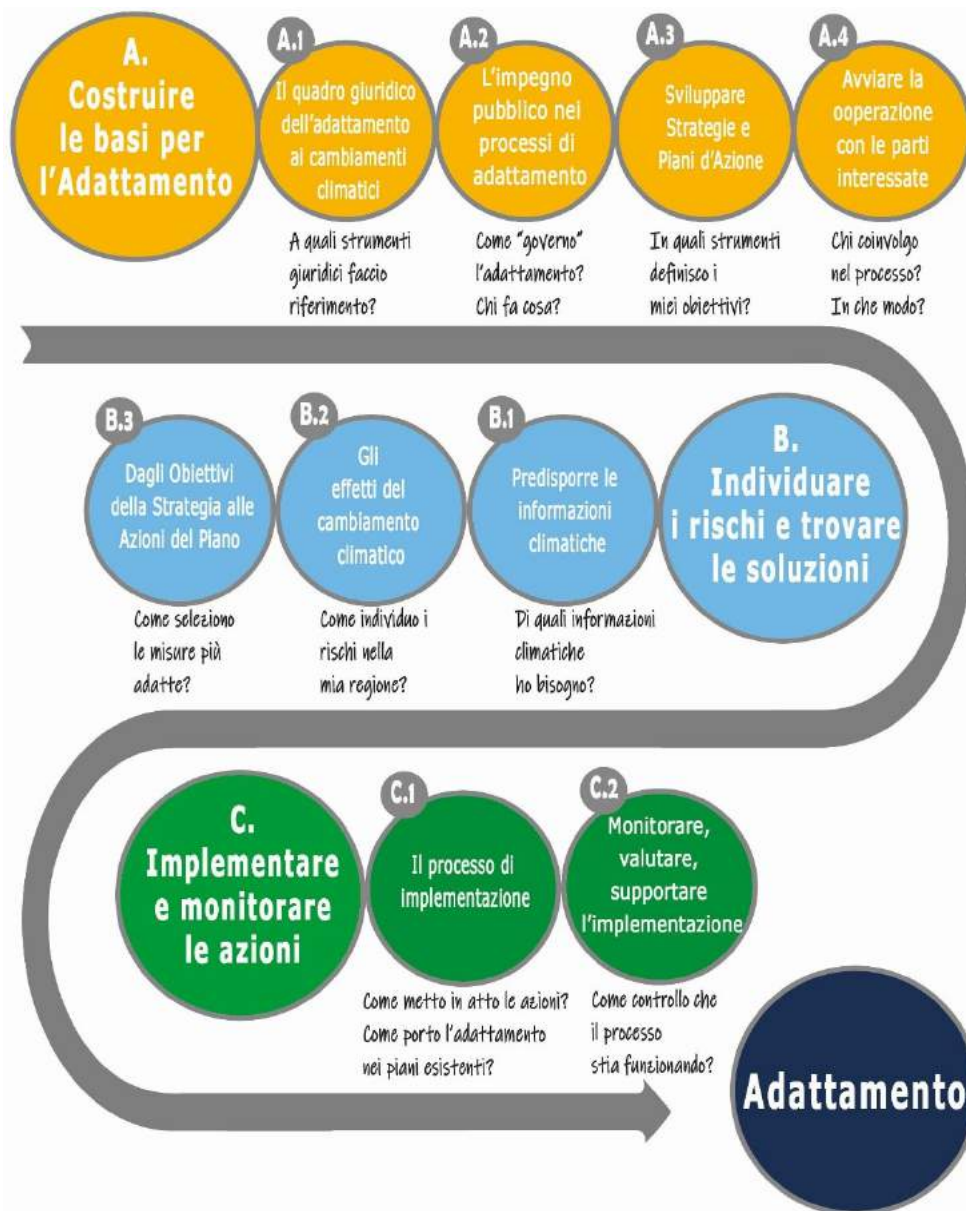 A.
Costruire
le basi per
l'Adattamento
A.1
Il quadro giuridico
dell'adattamento
ai cambiamenti
climatici
A quali strumenti
giuridici faccio
riferimento?
A.2
L'impegno
pubblico nei
processi di
adattamento
Come "governo"
l'adattamento?
Chi fa cosa?
A.3
Sviluppare
Strategie e
Piani d'Azione
In quali strumenti
definisco i
miei obiettivi?
A.4
Avviare la
ooperazione
con le parti
interessate
Chi coinvolgo
nel processo?
In che modo?
B.
Individuare
i rischi e trovare
le soluzioni
B.1
Predisporre le
informazioni
climatiche
Di quali informazioni
climatiche
ho bisogno?
B.2
Gli
effetti del
cambiamento
climatico
Come individuo i
rischi nella
mia regione?
B.3
Dagli Obiettivi
della Strategia alle
Azioni del Piano
Come seleziono
le misure più
adatte?
C.
Implementare
e monitorare
le azioni
C.1
Il processo di
implementazione
Come metto in atto le azioni?
Come porto l'adattamento
nei piani esistenti?
C.2
Monitorare,
valutare,
supportare
l'implementazione
Come controllo che
il processo
stia funzionando?
Adattamento